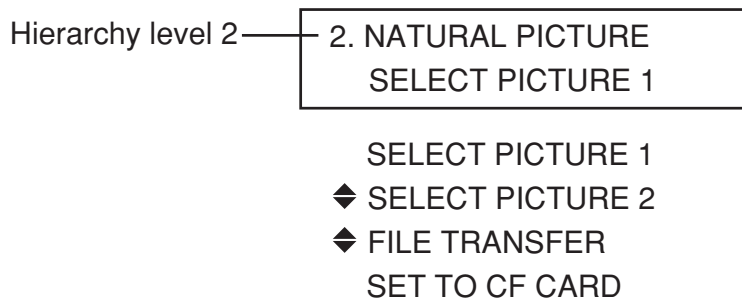 Hierarchy level 2
2. NATURAL PICTURE
SELECT PICTURE 1
SELECT PICTURE 1
SELECT PICTURE 2
FILE TRANSFER
SET TO CF CARD